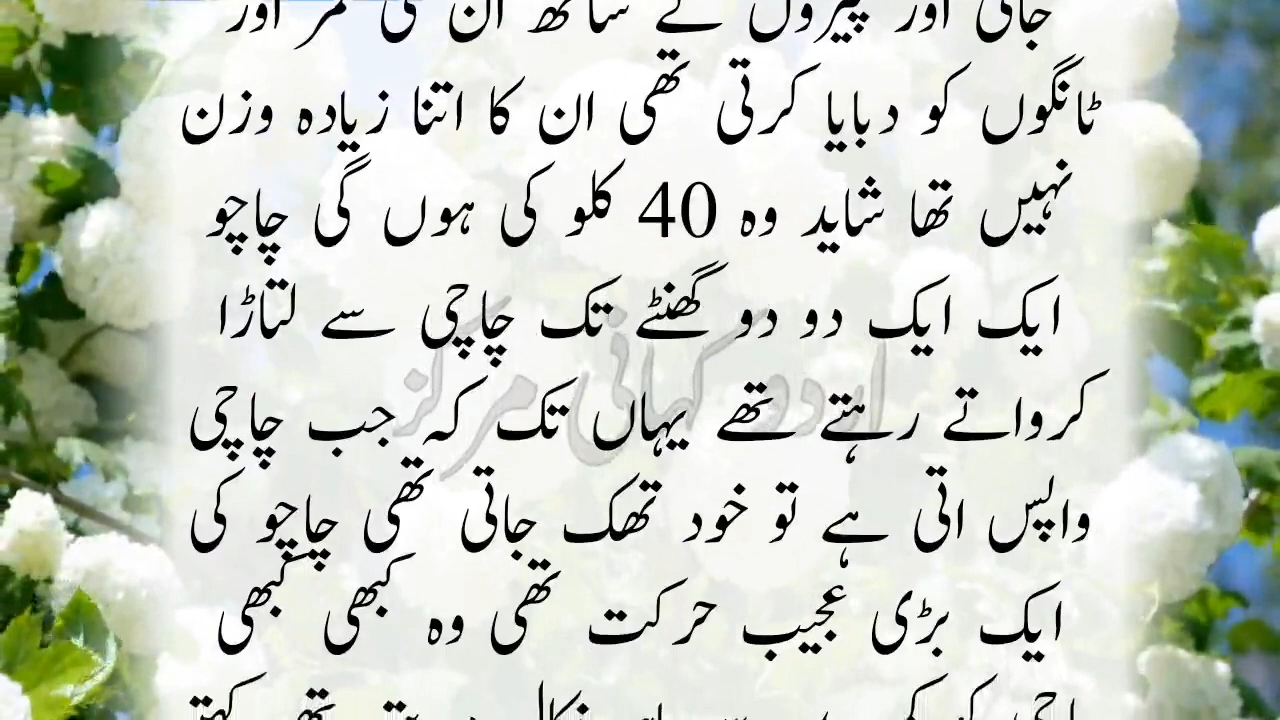 جاتی اور پیروں کے ساتھ ان کی کمر اور
ٹانگوں کو دبایا کرتی تھی ان کا اتنا زیادہ وزن
نہیں تھا شاید وہ 40 کلو کی ہوں گی چاچو
ایک ایک دو دو گھنٹے تک چاچی سے لتاڑا
اردو کہانی مرکز
کرواتے رہتے تھے یہاں تک کہ جب چاچی
واپس اتی ہے تو خود تھک جاتی تھی چاچو کی
ایک بڑی عجیب حرکت تھی وہ کبھی کبھی